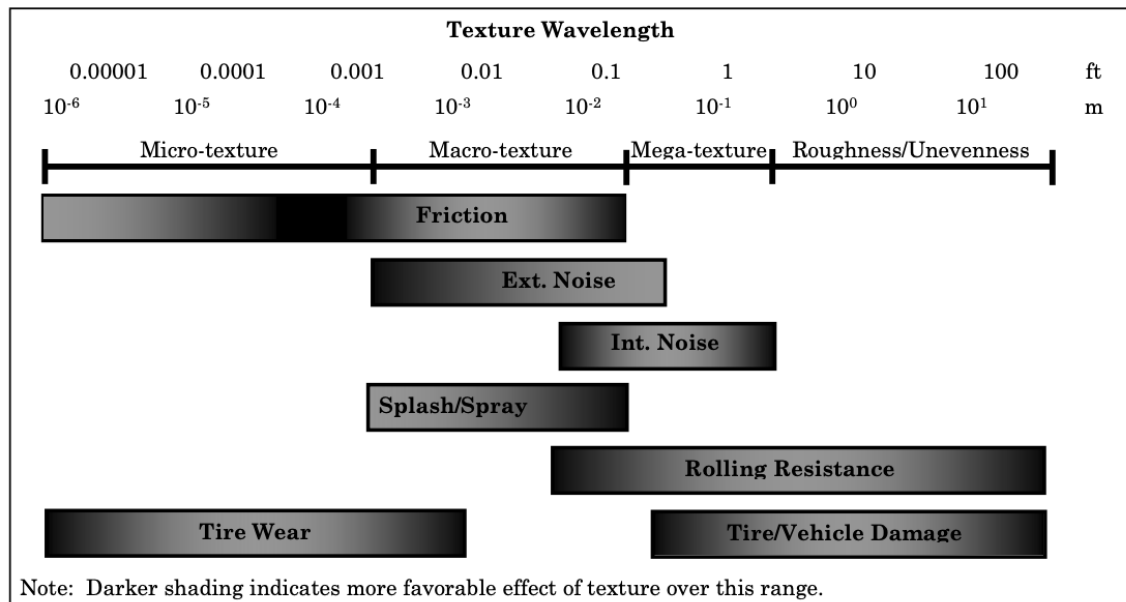 Texture Wavelength
0.00001 0.0001 0.001 0.01 0.1 1 10 100 ft
10⁻⁶ 10⁻⁵ 10⁻⁴ 10⁻³ 10⁻² 10⁻¹ 10⁰ 10¹ m
Micro-texture Macro-texture Mega-texture Roughness/Unevenness
Friction
Ext. Noise
Int. Noise
Splash/Spray
Rolling Resistance
Tire Wear Tire/Vehicle Damage
Note: Darker shading indicates more favorable effect of texture over this range.